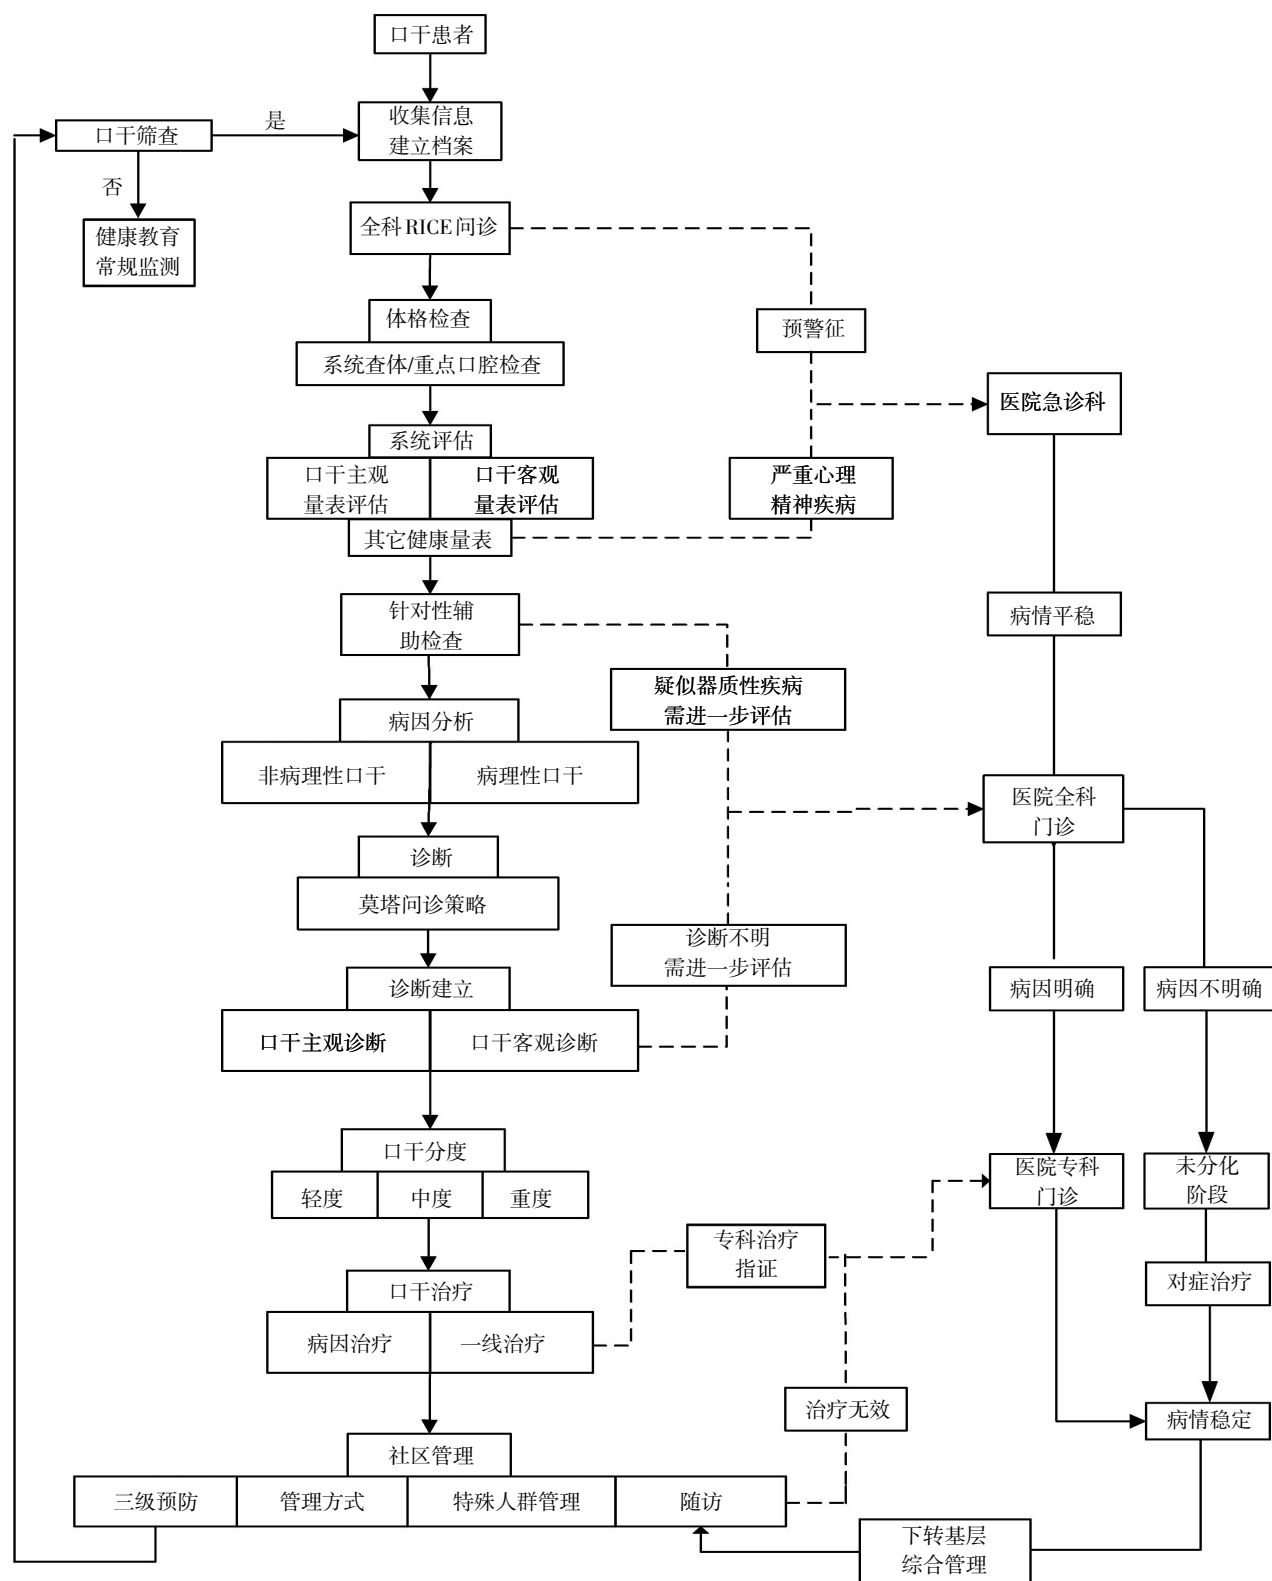 口干患者
口干筛查
是
收集信息
建立档案
否
健康教育
常规监测
全科RICE问诊
体格检查
系统查体/重点口腔检查
预警征
医院急诊科
系统评估
口干主观
量表评估
口干客观
量表评估
其它健康量表
严重心理
精神疾病
针对性辅
助检查
病情平稳
疑似器质性疾病
需进一步评估
病因分析
非病理性口干
病理性口干
医院全科
门诊
诊断
莫塔问诊策略
诊断不明
需进一步评估
诊断建立
口干主观诊断
口干客观诊断
病因明确
病因不明确
口干分度
轻度
中度
重度
医院专科
门诊
未分化
阶段
专科治疗
指证
口干治疗
病因治疗
一线治疗
对症治疗
治疗无效
病情稳定
社区管理
三级预防
管理方式
特殊人群管理
随访
下转基层
综合管理